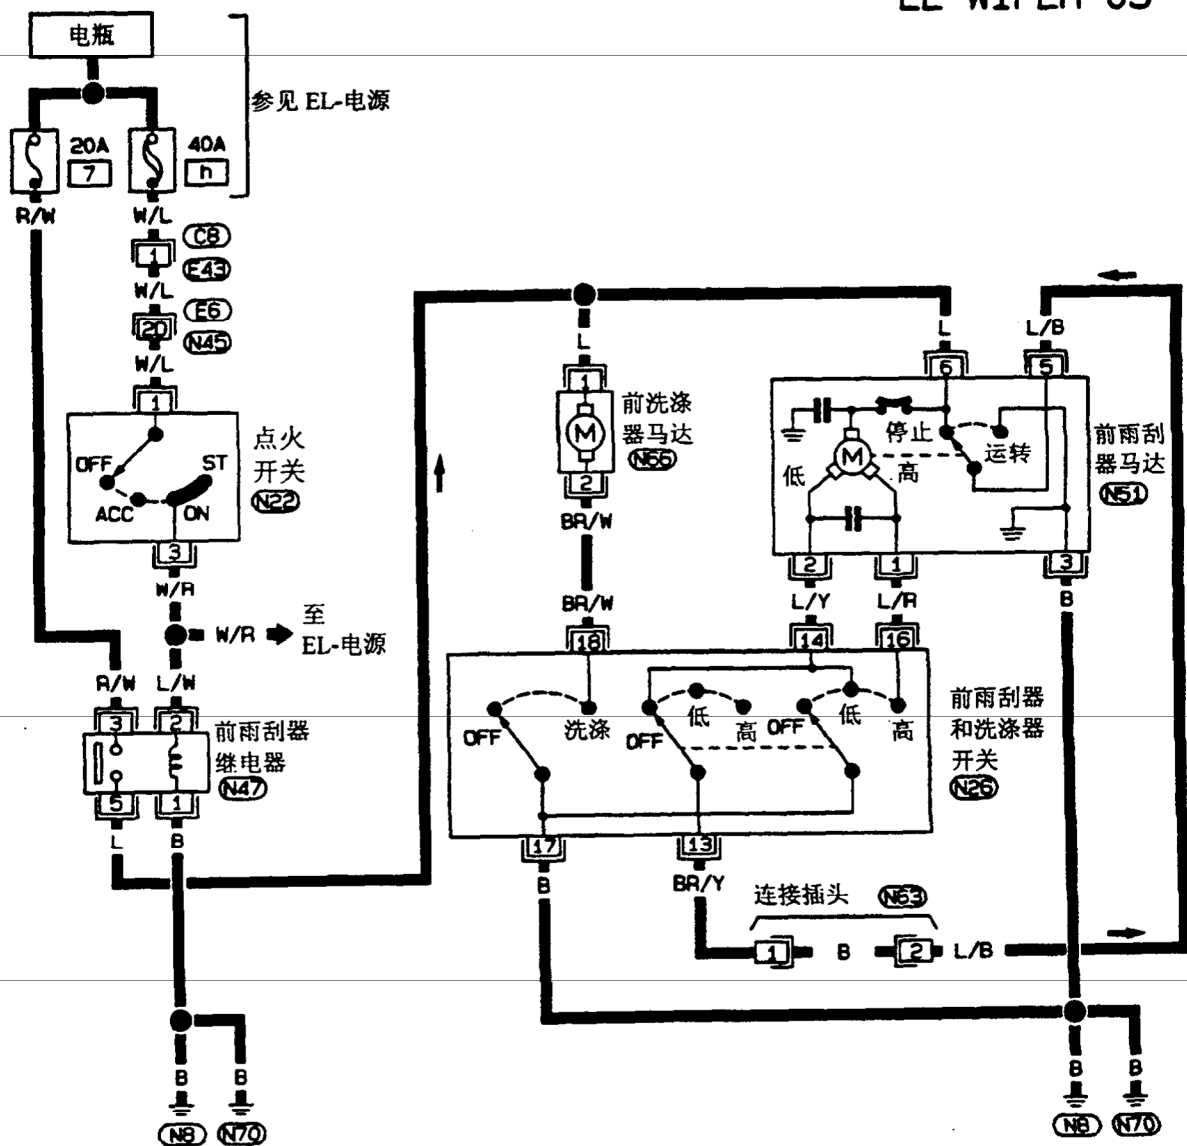 EL-WIPER-03
电瓶
参见 EL-电源
20A
7
40A
h
R/W
W/L
C8
1
E43
W/L
E6
20
N45
W/L
1
点火
开关
N22
OFF
ST
ACC
ON
3
W/R
W/R
至
EL-电源
R/W
L/W
3
2
前雨刮器
继电器
N47
5
1
L
B
B
B
N8
N70
L
1
M
前洗涤
器马达
N66
2
BR/W
BR/W
18
L
L/B
6
5
停止
运转
M
低
高
前雨刮
器马达
N51
2
1
3
L/Y
L/R
B
14
16
OFF
洗涤
OFF
低
高
OFF
低
高
前雨刮器
和洗涤器
开关
N26
17
13
B
BR/Y
连接插头
N63
1
B
2
L/B
B
B
N8
N70